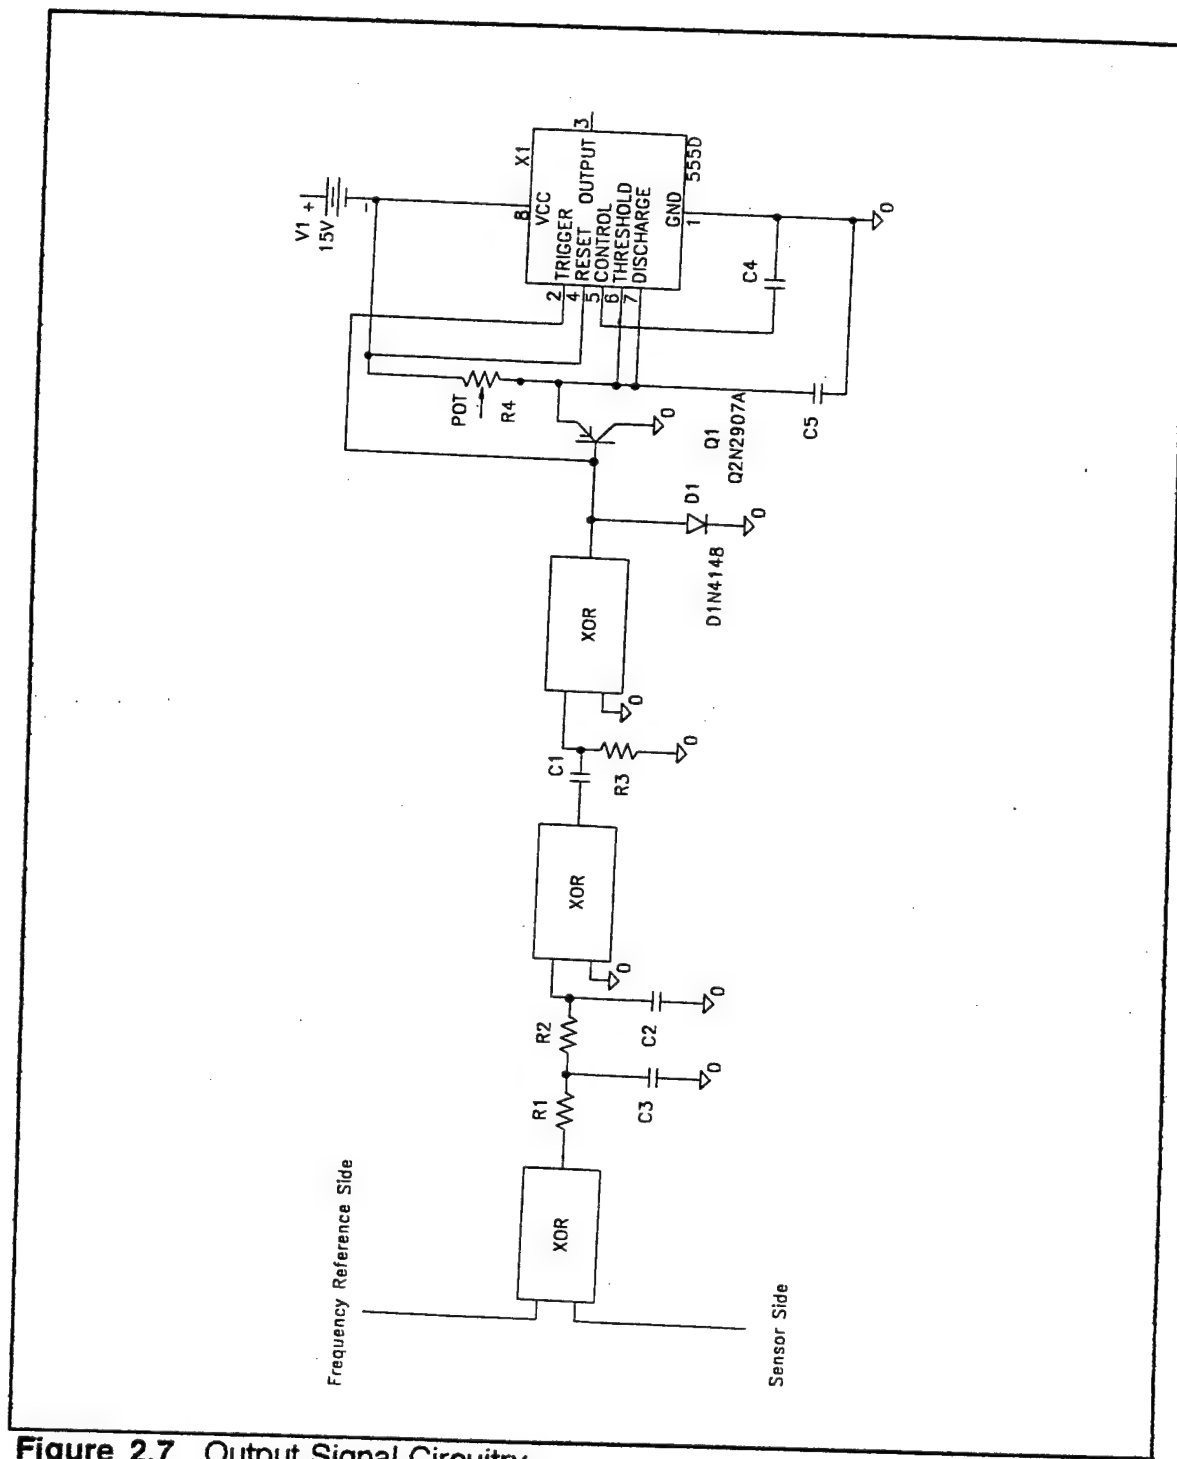 V1
+
15V
-
8
VCC
X1
OUTPUT
3
2
TRIGGER
4
RESET
5
CONTROL
6
THRESHOLD
7
DISCHARGE
GND
1
555D
0
C4
C5
POT
R4
0
Q1
Q2N2907A
D1
0
D1N4148
XOR
0
C1
R3
0
XOR
0
R2
C2
0
R1
C3
0
XOR
Frequency Reference Side
Sensor Side
Figure 2.7 Output Signal Circuitry